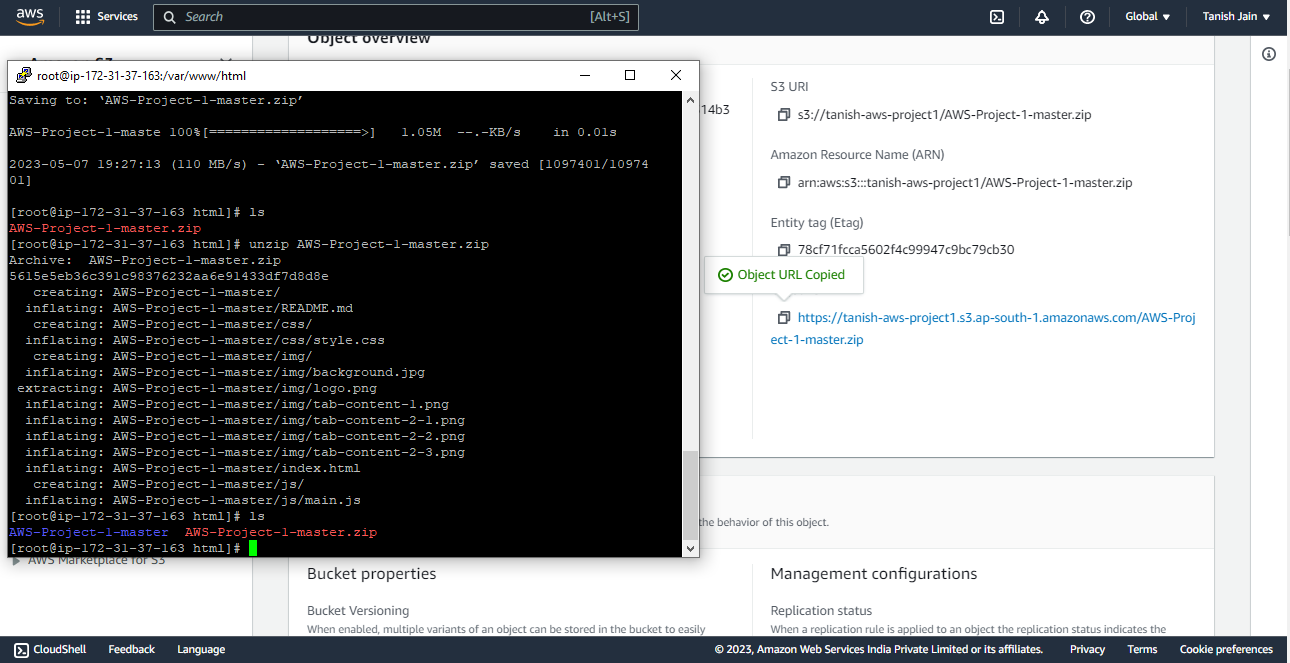 aws
Services
Search
[Alt+S]
Global
Tanish Jain
Object overview
root@ip-172-31-37-163:/var/www/html
Saving to: ‘AWS-Project-1-master.zip’
AWS-Project-1-maste 100%[===================>]   1.05M  --.-KB/s    in 0.01s
2023-05-07 19:27:13 (110 MB/s) - ‘AWS-Project-1-master.zip’ saved [1097401/10974
01]
[root@ip-172-31-37-163 html]# ls
AWS-Project-1-master.zip
[root@ip-172-31-37-163 html]# unzip AWS-Project-1-master.zip
Archive:  AWS-Project-1-master.zip
5615e5eb36c391c98376232aa6e91433df7d8d8e
   creating: AWS-Project-1-master/
  inflating: AWS-Project-1-master/README.md
   creating: AWS-Project-1-master/css/
  inflating: AWS-Project-1-master/css/style.css
   creating: AWS-Project-1-master/img/
  inflating: AWS-Project-1-master/img/background.jpg
 extracting: AWS-Project-1-master/img/logo.png
  inflating: AWS-Project-1-master/img/tab-content-1.png
  inflating: AWS-Project-1-master/img/tab-content-2-1.png
  inflating: AWS-Project-1-master/img/tab-content-2-2.png
  inflating: AWS-Project-1-master/img/tab-content-2-3.png
  inflating: AWS-Project-1-master/index.html
   creating: AWS-Project-1-master/js/
  inflating: AWS-Project-1-master/js/main.js
[root@ip-172-31-37-163 html]# ls
AWS-Project-1-master  AWS-Project-1-master.zip
[root@ip-172-31-37-163 html]#
14b3
S3 URI
s3://tanish-aws-project1/AWS-Project-1-master.zip
Amazon Resource Name (ARN)
arn:aws:s3:::tanish-aws-project1/AWS-Project-1-master.zip
Entity tag (Etag)
78cf71fcca5602f4c99947c9bc79cb30
Object URL Copied
https://tanish-aws-project1.s3.ap-south-1.amazonaws.com/AWS-Proj
ect-1-master.zip
the behavior of this object.
AWS Marketplace for S3
Bucket properties
Bucket Versioning
When enabled, multiple variants of an object can be stored in the bucket to easily
Management configurations
Replication status
When a replication rule is applied to an object the replication status indicates the
CloudShell
Feedback
Language
© 2023, Amazon Web Services India Private Limited or its affiliates.
Privacy
Terms
Cookie preferences